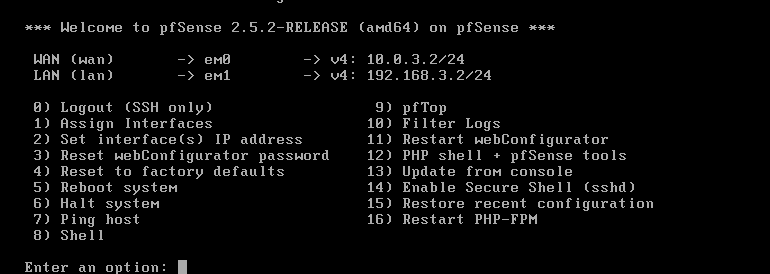 *** Welcome to pfSense 2.5.2-RELEASE (amd64) on pfSense ***
WAN (wan) -> em0 -> v4: 10.0.3.2/24
LAN (lan) -> em1 -> v4: 192.168.3.2/24
0) Logout (SSH only) 9) pfTop
1) Assign Interfaces 10) Filter Logs
2) Set interface(s) IP address 11) Restart webConfigurator
3) Reset webConfigurator password 12) PHP shell + pfSense tools
4) Reset to factory defaults 13) Update from console
5) Reboot system 14) Enable Secure Shell (sshd)
6) Halt system 15) Restore recent configuration
7) Ping host 16) Restart PHP-FPM
8) Shell
Enter an option: